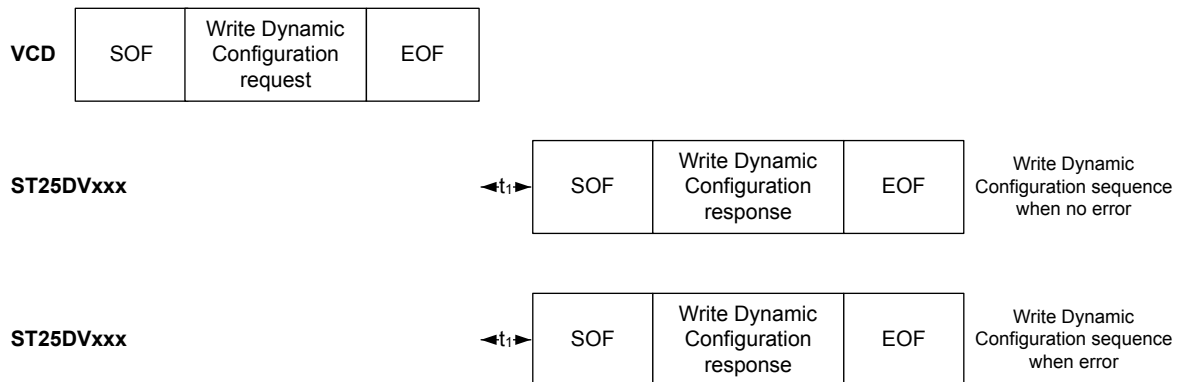 VCD
SOF
Write Dynamic
Configuration
request
EOF
ST25DVxxx
t1
SOF
Write Dynamic
Configuration
response
EOF
Write Dynamic
Configuration sequence
when no error
ST25DVxxx
t1
SOF
Write Dynamic
Configuration
response
EOF
Write Dynamic
Configuration sequence
when error